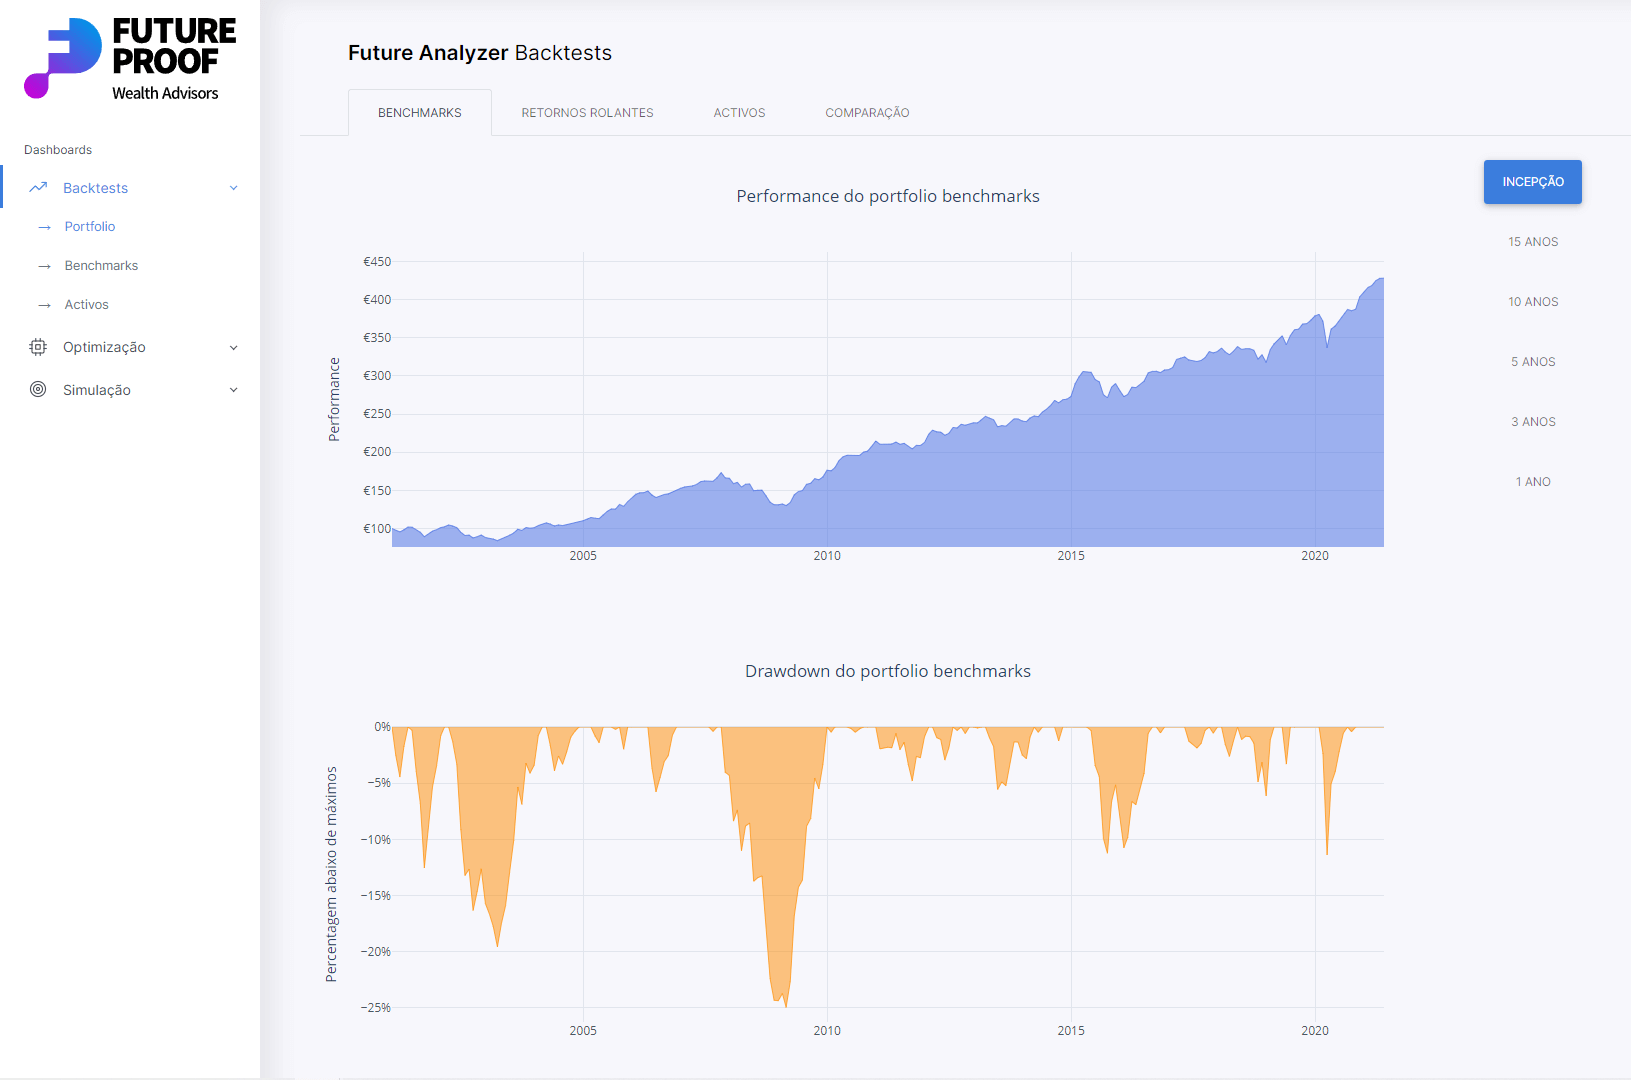 FUTURE
PROOF
Wealth Advisors
Dashboards
Backtests
→ Portfolio
→ Benchmarks
→ Activos
Optimização
Simulação
Future Analyzer Backtests
BENCHMARKS
RETORNOS ROLANTES
ACTIVOS
COMPARAÇÃO
Performance do portfolio benchmarks
€450
€400
€350
€300
€250
€200
€150
€100
Performance
2005
2010
2015
2020
INCEPÇÃO
15 ANOS
10 ANOS
5 ANOS
3 ANOS
1 ANO
Drawdown do portfolio benchmarks
0%
−5%
−10%
−15%
−20%
−25%
Percentagem abaixo de máximos
2005
2010
2015
2020